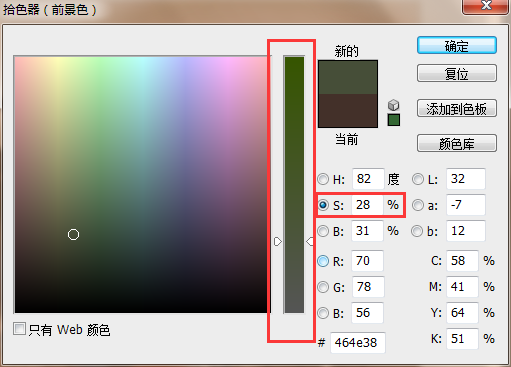 拾色器（前景色）
新的
当前
确定
复位
添加到色板
颜色库
H: 82 度
S: 28 %
B: 31 %
R: 70
G: 78
B: 56
# 464e38
L: 32
a: -7
b: 12
C: 58 %
M: 41 %
Y: 64 %
K: 51 %
只有 Web 颜色